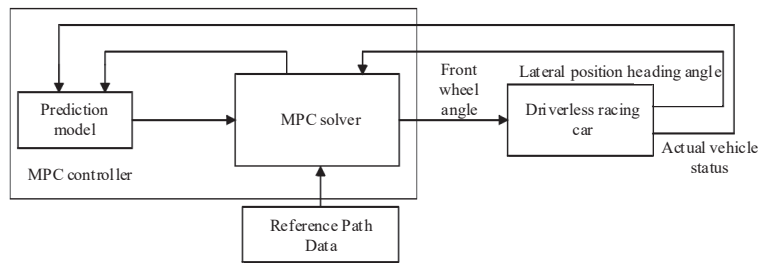 Prediction
model
MPC controller
MPC solver
Front
wheel
angle
Lateral position heading angle
Driverless racing
car
Actual vehicle
status
Reference Path
Data